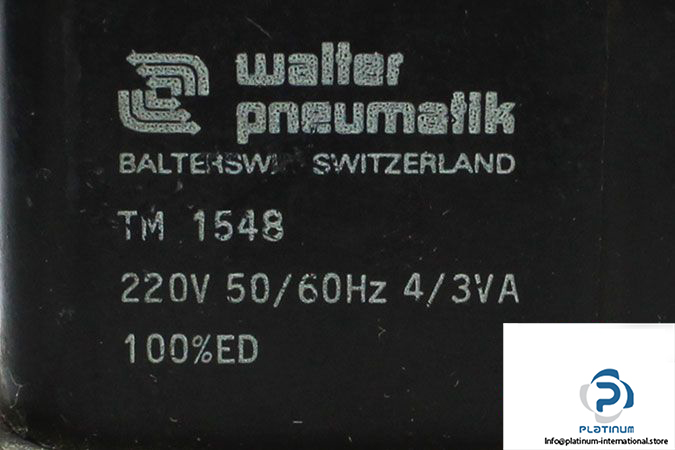 walter
pneumatik
SWITZERLAND
TM 1548
220V 50/60Hz 4/3VA
100%ED
PLATINUM
Info@platinum-international.store